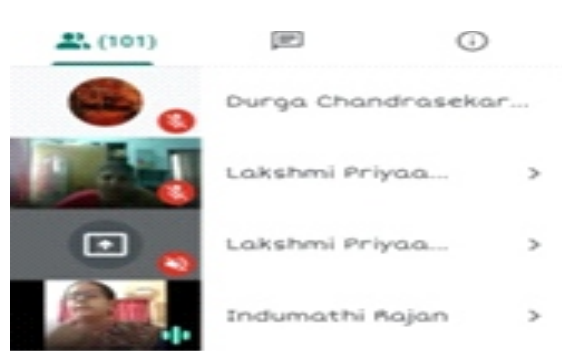 (101)
Durga Chandrasekar...
Lakshmi Priyaa...
Lakshmi Priyaa...
Indumathi Rajan